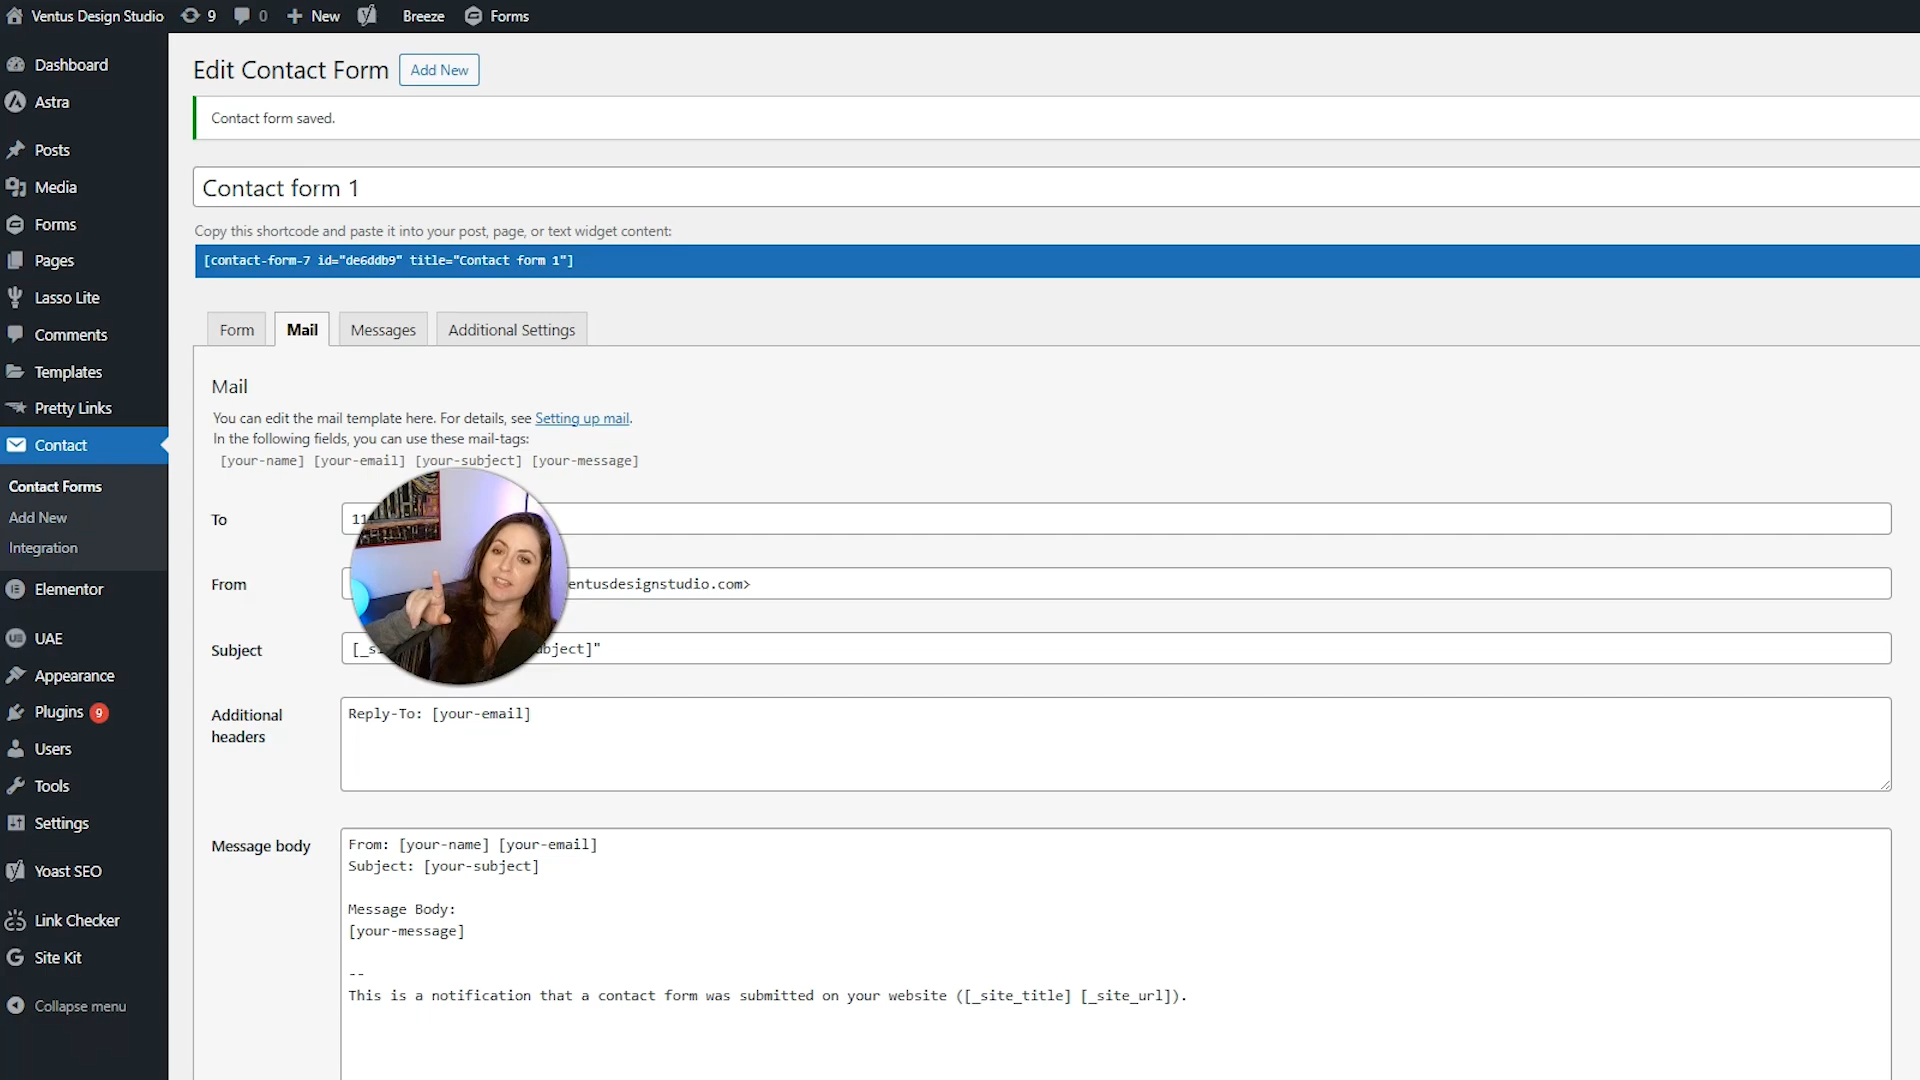 Ventus Design Studio 9 0 New Breeze Forms
Dashboard
Astra
Posts
Media
Forms
Pages
Lasso Lite
Comments
Templates
Pretty Links
Contact
Contact Forms
Add New
Integration
Elementor
UAE
Appearance
Plugins 9
Users
Tools
Settings
Yoast SEO
Link Checker
Site Kit
Collapse menu
Edit Contact Form Add New
Contact form saved.
Contact form 1
Copy this shortcode and paste it into your post, page, or text widget content:
[contact-form-7 id="de6ddb9" title="Contact form 1"]
Form Mail Messages Additional Settings
Mail
You can edit the mail template here. For details, see Setting up mail.
In the following fields, you can use these mail-tags:
[your-name] [your-email] [your-subject] [your-message]
To
From entusdesignstudio.com>
Subject
Additional
headers
Reply-To: [your-email]
Message body
From: [your-name] [your-email]
Subject: [your-subject]
Message Body:
[your-message]
--
This is a notification that a contact form was submitted on your website ([_site_title] [_site_url]).